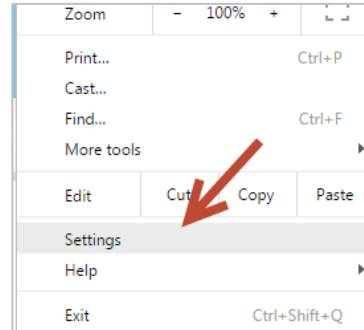 Zoom - 100% +
Print... Ctrl+P
Cast...
Find... Ctrl+F
More tools
Edit Cut Copy Paste
Settings
Help
Exit Ctrl+Shift+Q